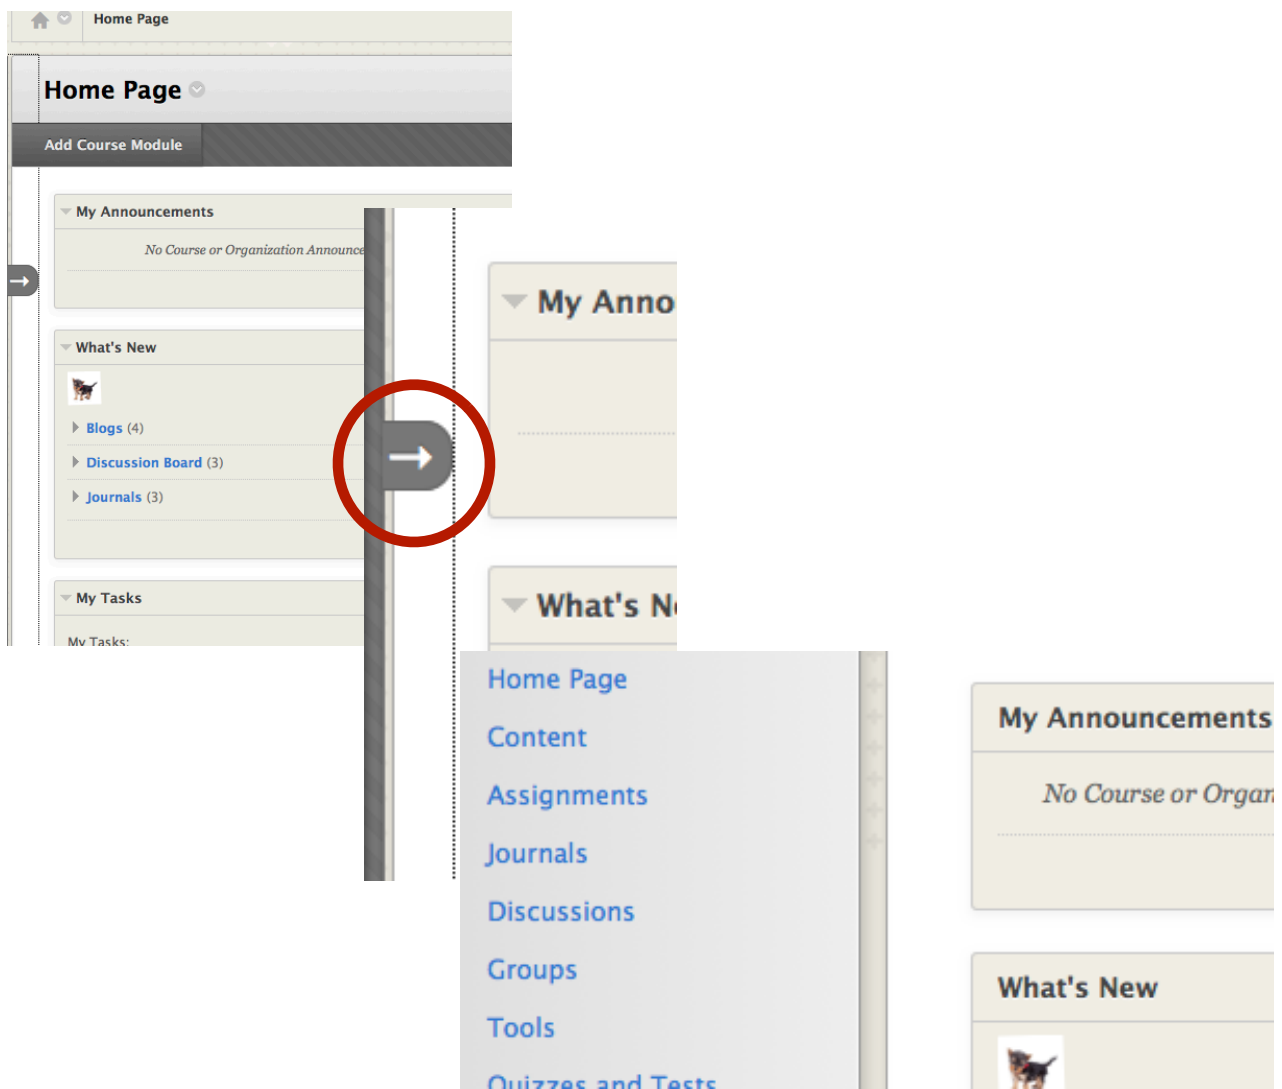 Home Page
Home Page
Add Course Module
My Announcements
No Course or Organization Announce
What's New
Blogs (4)
Discussion Board (3)
Journals (3)
My Tasks
My Tasks:
My Anno
What's N
Home Page
Content
Assignments
Journals
Discussions
Groups
Tools
Quizzes and Tests
My Announcements
No Course or Organ
What's New